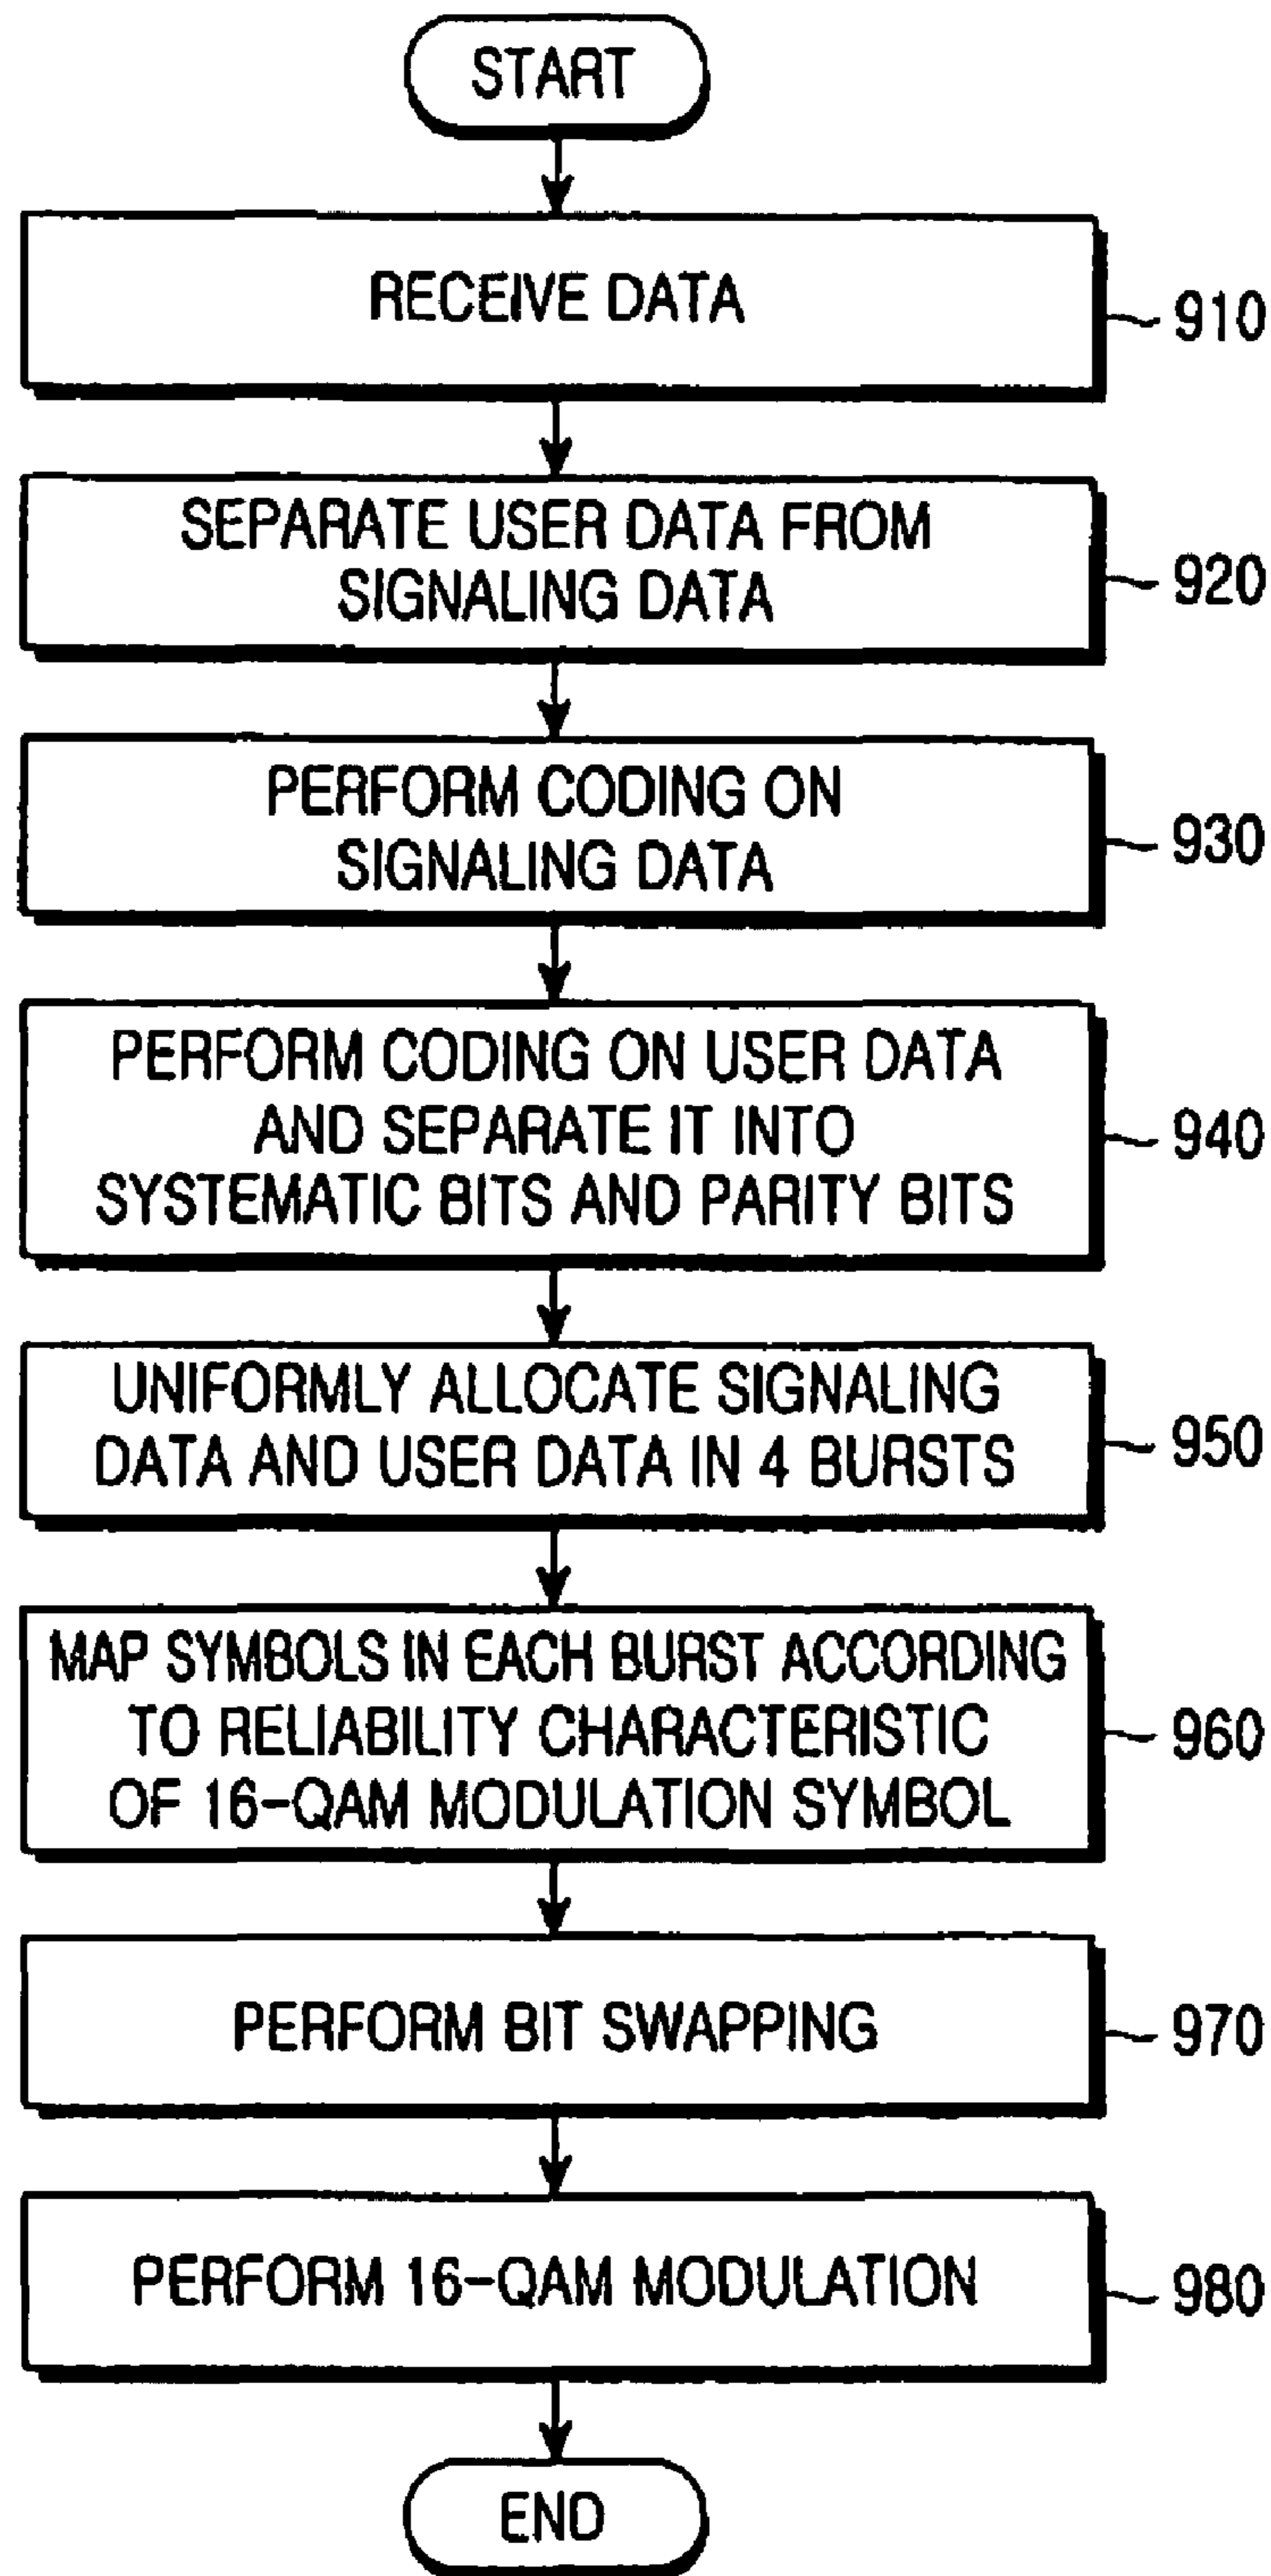 START
RECEIVE DATA
910
SEPARATE USER DATA FROM
SIGNALING DATA
920
PERFORM CODING ON
SIGNALING DATA
930
PERFORM CODING ON USER DATA
AND SEPARATE IT INTO
SYSTEMATIC BITS AND PARITY BITS
940
UNIFORMLY ALLOCATE SIGNALING
DATA AND USER DATA IN 4 BURSTS
950
MAP SYMBOLS IN EACH BURST ACCORDING
TO RELIABILITY CHARACTERISTIC
OF 16-QAM MODULATION SYMBOL
960
PERFORM BIT SWAPPING
970
PERFORM 16-QAM MODULATION
980
END